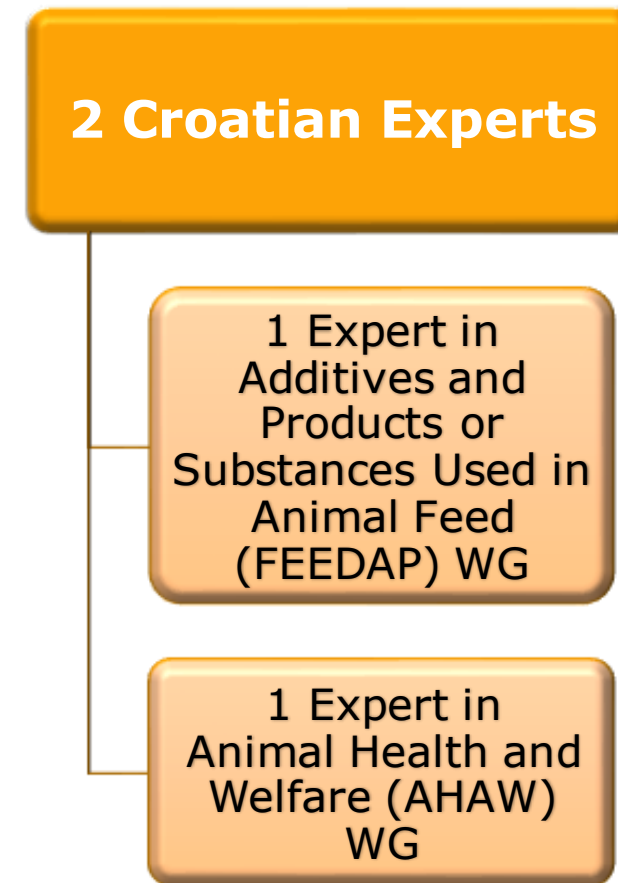 2 Croatian Experts
1 Expert in
Additives and
Products or
Substances Used in
Animal Feed
(FEEDAP) WG
1 Expert in
Animal Health and
Welfare (AHAW)
WG